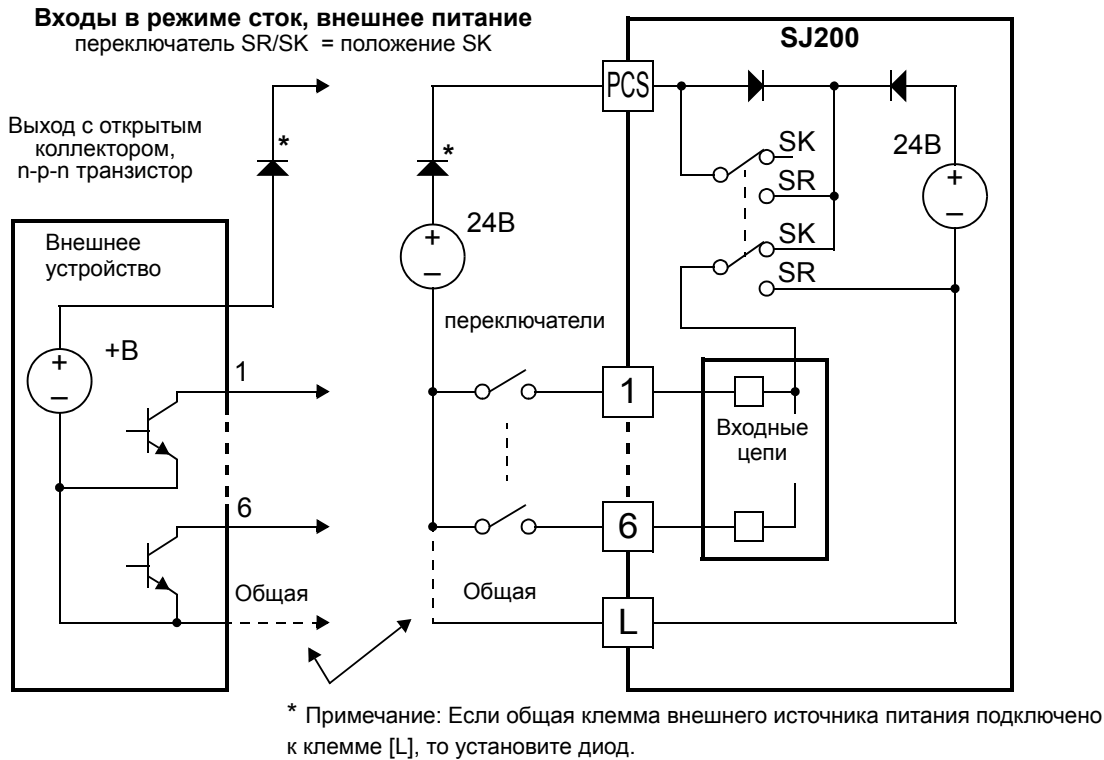 Входы в режиме сток, внешнее питание
переключатель SR/SK = положение SK
SJ200
PCS
Выход с открытым
коллектором,
n-p-n транзистор
*
*
SK
SR
24В
+
–
SK
SR
24В
+
–
Внешнее
устройство
переключатели
+В
+
–
1
1
Входные
цепи
6
6
Общая
Общая
L
* Примечание: Если общая клемма внешнего источника питания подключено
к клемме [L], то установите диод.